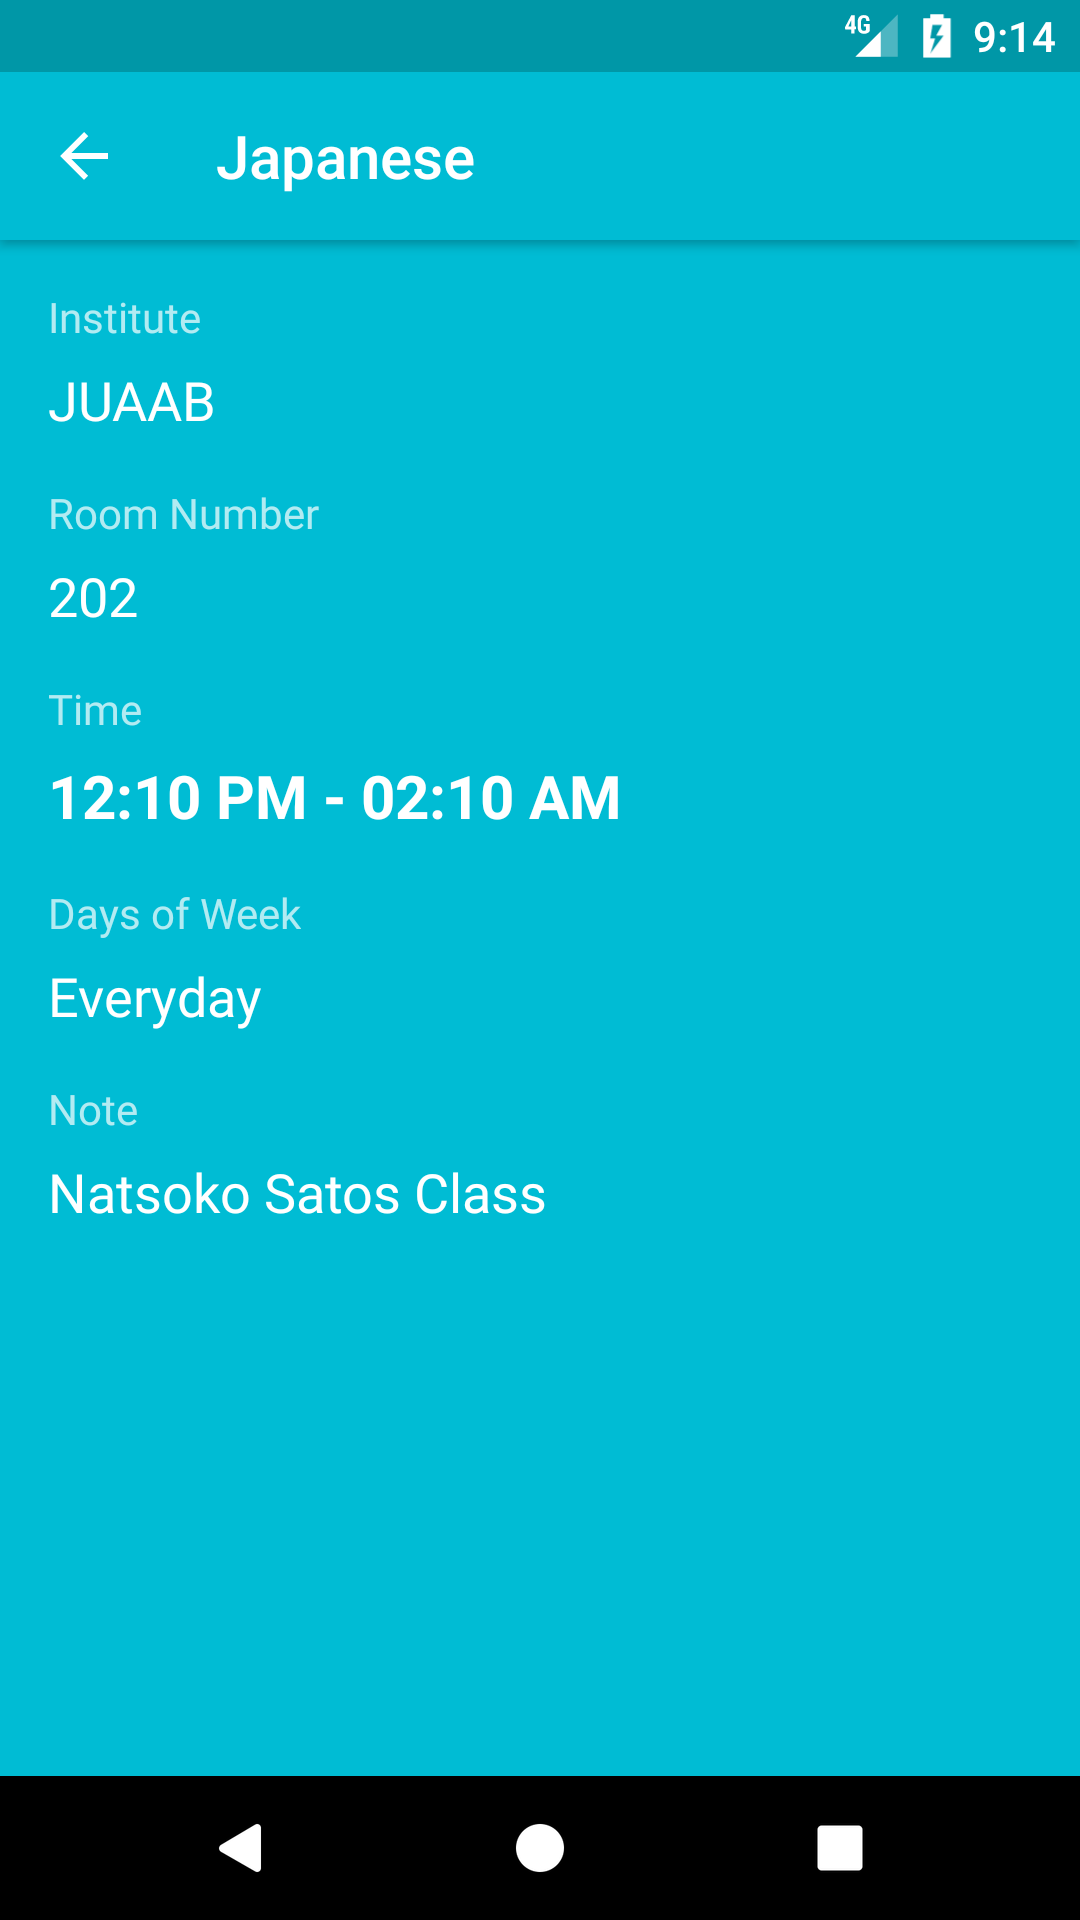 4G 9:14
Japanese
Institute
JUAAB
Room Number
202
Time
12:10 PM - 02:10 AM
Days of Week
Everyday
Note
Natsoko Satos Class